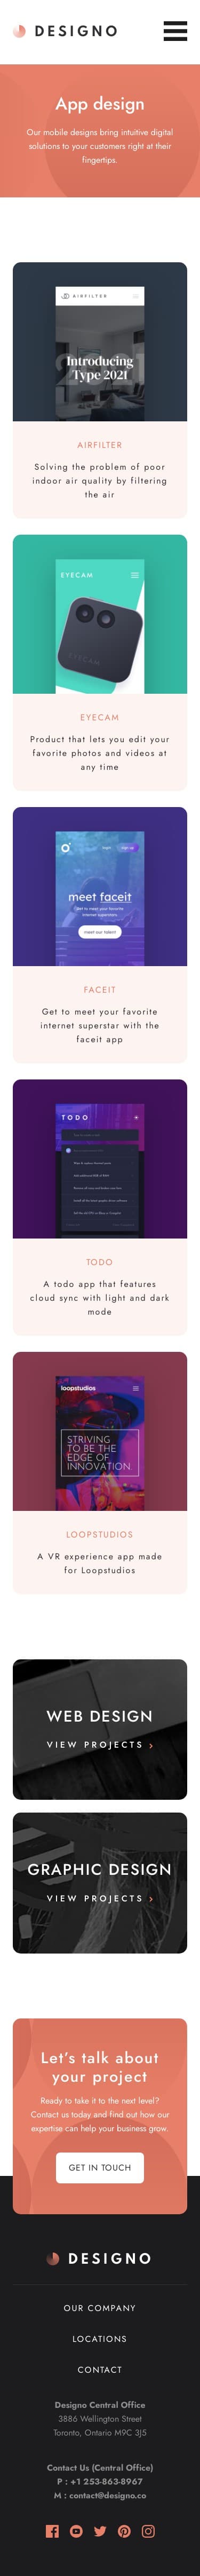 DESIGNO
App design
Our mobile designs bring intuitive digital
solutions to your customers right at their
fingertips.
AIRFILTER
Introducing
Type 2021
AIRFILTER
Solving the problem of poor
indoor air quality by filtering
the air
EYECAM
EYECAM
EYECAM
Product that lets you edit your
favorite photos and videos at
any time
meet faceit
meet our talent
FACEIT
Get to meet your favorite
internet superstar with the
faceit app
TODO
TODO
A todo app that features
cloud sync with light and dark
mode
loopstudios
STRIVING
TO BE THE
EDGE OF
INNOVATION
LOOPSTUDIOS
A VR experience app made
for Loopstudios
WEB DESIGN
VIEW PROJECTS >
GRAPHIC DESIGN
VIEW PROJECTS >
Let's talk about
your project
Ready to take it to the next level?
Contact us today and find out how our
expertise can help your business grow.
GET IN TOUCH
DESIGNO
OUR COMPANY
LOCATIONS
CONTACT
Designo Central Office
3886 Wellington Street
Toronto, Ontario M9C 3J5
Contact Us (Central Office)
P : +1 253-863-8967
M : contact@designo.co